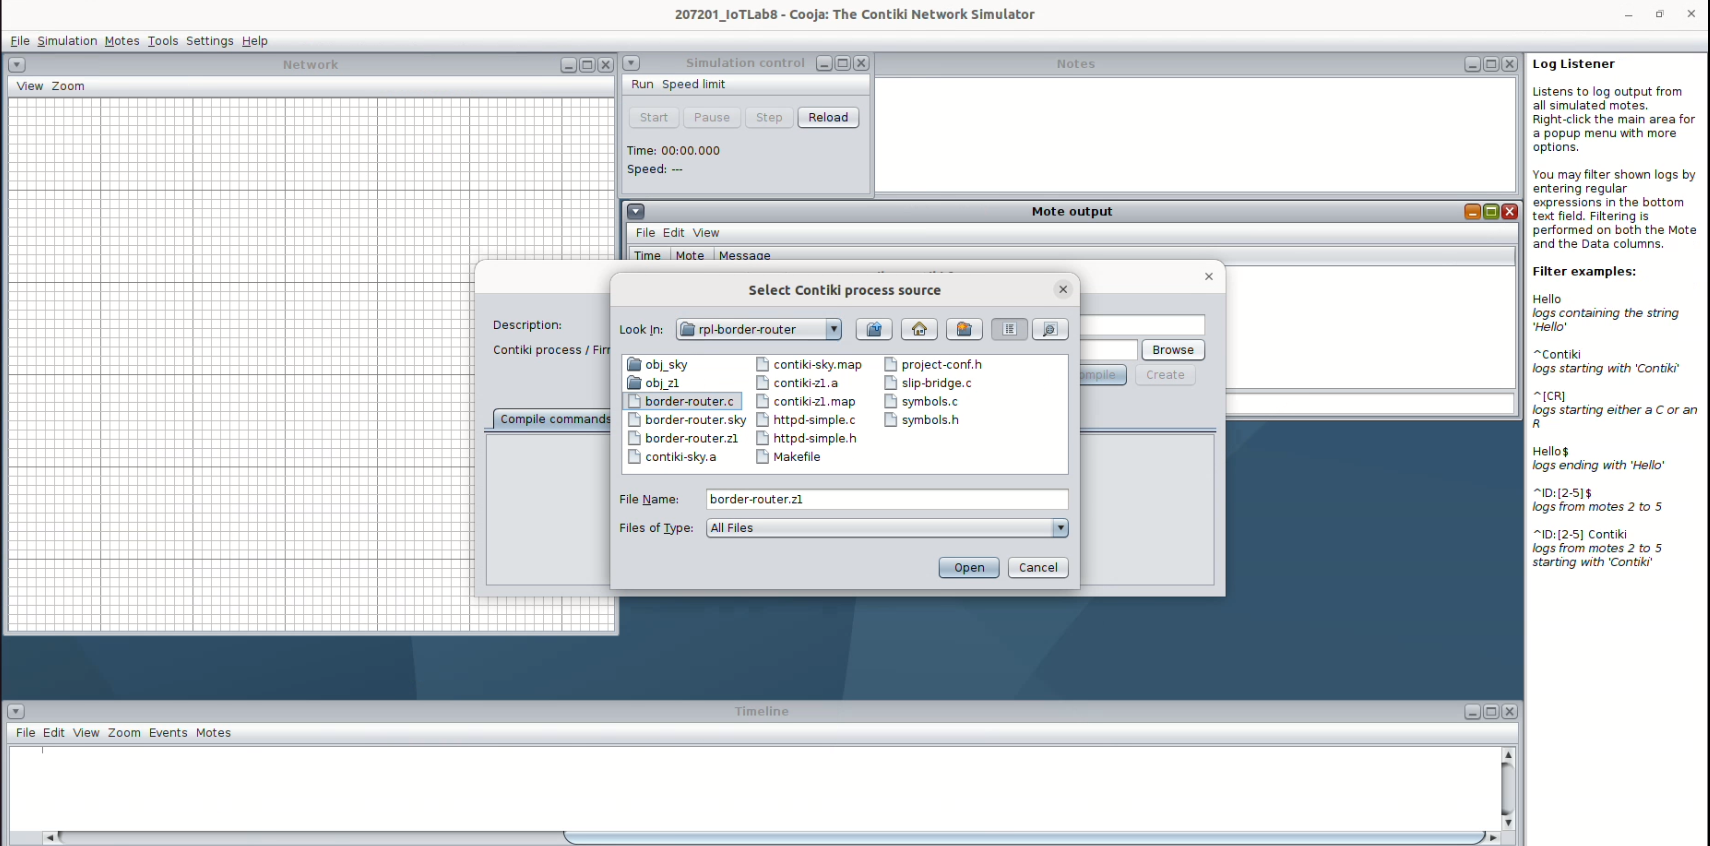 207201_IoTLab8 - Cooja: The Contiki Network Simulator
File Simulation Motes Tools Settings Help
Network
View Zoom
Simulation control
Run Speed limit
Start Pause Step Reload
Time: 00:00.000
Speed: ---
Notes
Mote output
File Edit View
Time Mote Message
Description:
Contiki process / Firr
Browse
mpile Create
Compile commands
Select Contiki process source
Look In: rpl-border-router
obj_sky
obj_z1
border-router.c
border-router.sky
border-router.z1
contiki-sky.a
contiki-sky.map
contiki-z1.a
contiki-z1.map
httpd-simple.c
httpd-simple.h
Makefile
project-conf.h
slip-bridge.c
symbols.c
symbols.h
File Name: border-router.z1
Files of Type: All Files
Open Cancel
Timeline
File Edit View Zoom Events Motes
Log Listener
Listens to log output from
all simulated motes.
Right-click the main area for
a popup menu with more
options.
You may filter shown logs by
entering regular
expressions in the bottom
text field. Filtering is
performed on both the Mote
and the Data columns.
Filter examples:
Hello
logs containing the string
'Hello'
^Contiki
logs starting with 'Contiki'
^[CR]
logs starting either a C or an
R
Hello$
logs ending with 'Hello'
^ID:[2-5]$
logs from motes 2 to 5
^ID:[2-5] Contiki
logs from motes 2 to 5
starting with 'Contiki'